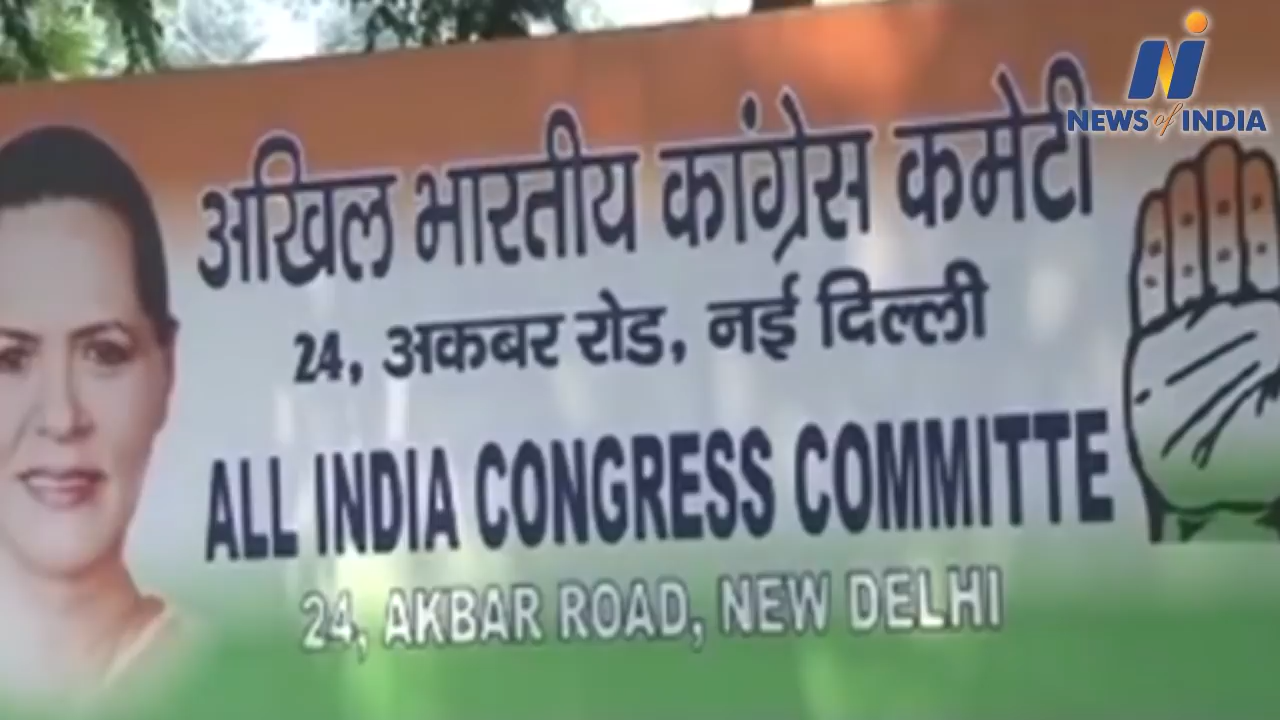 NEWS of INDIA
अखिल भारतीय कांग्रेस कमेटी
24, अकबर रोड, नई दिल्ली
ALL INDIA CONGRESS COMMITTE
24, AKBAR ROAD, NEW DELHI